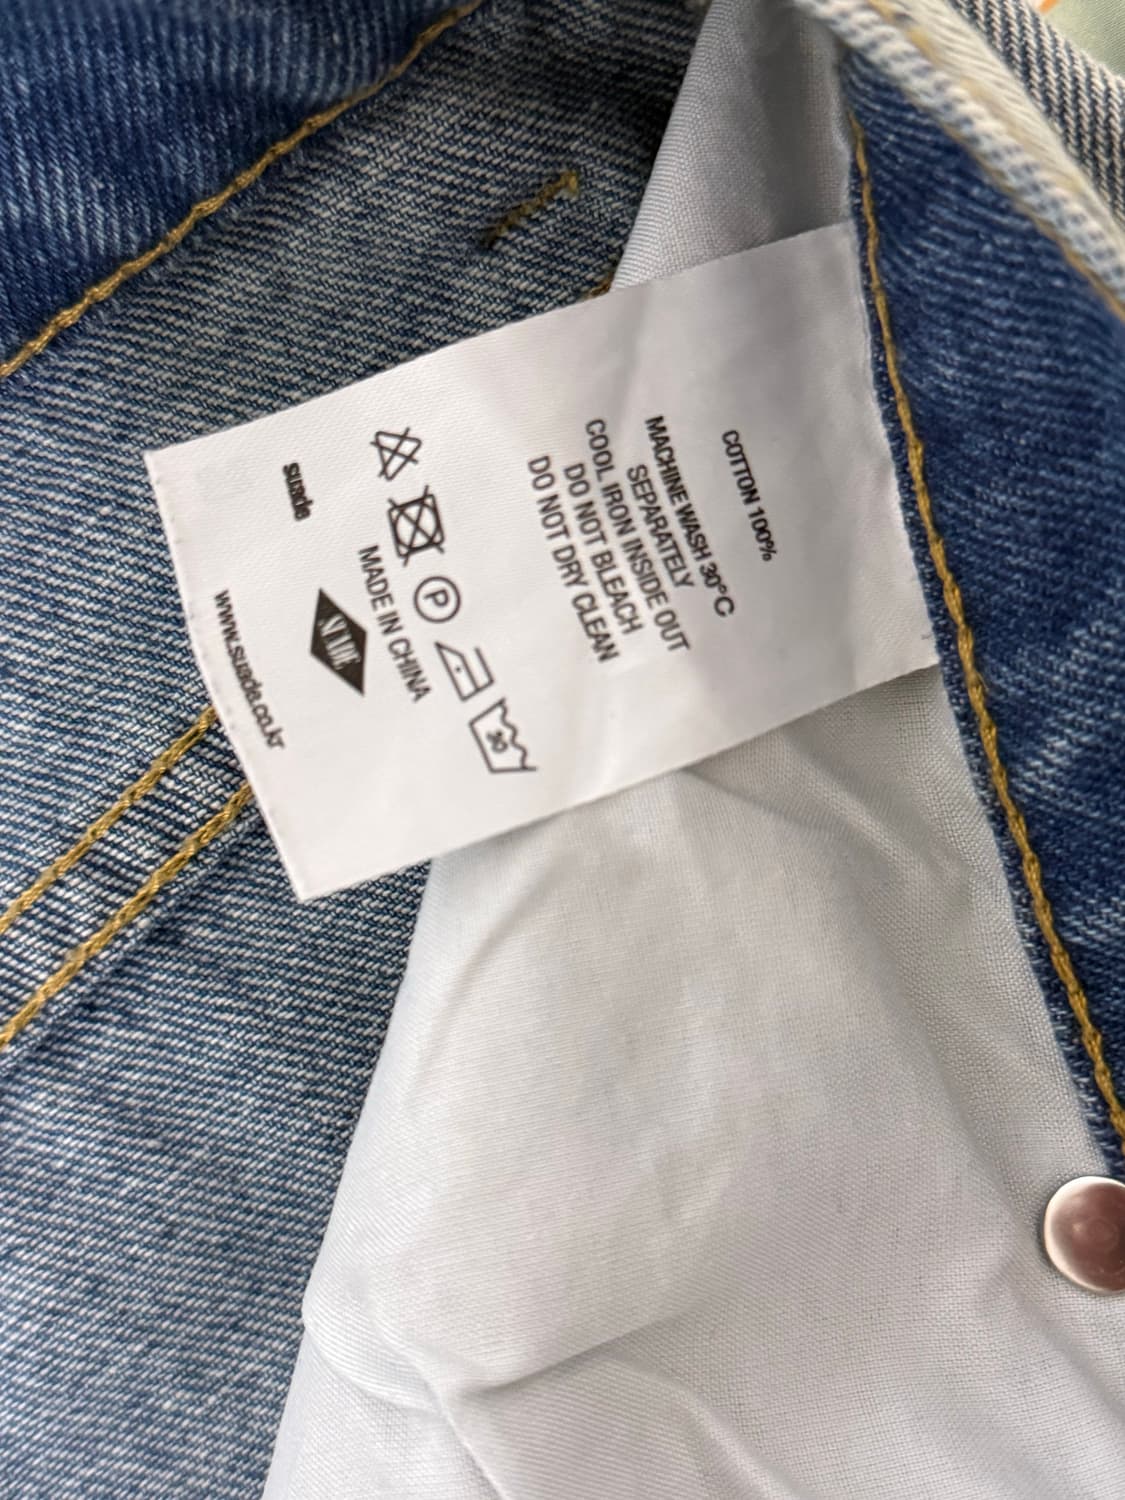 COTTON 100%
MACHINE WASH 30°C
SEPARATELY
COOL IRON INSIDE OUT
DO NOT BLEACH
DO NOT DRY CLEAN
P
30
MADE IN CHINA
SUADE
suade
www.suade.co.kr